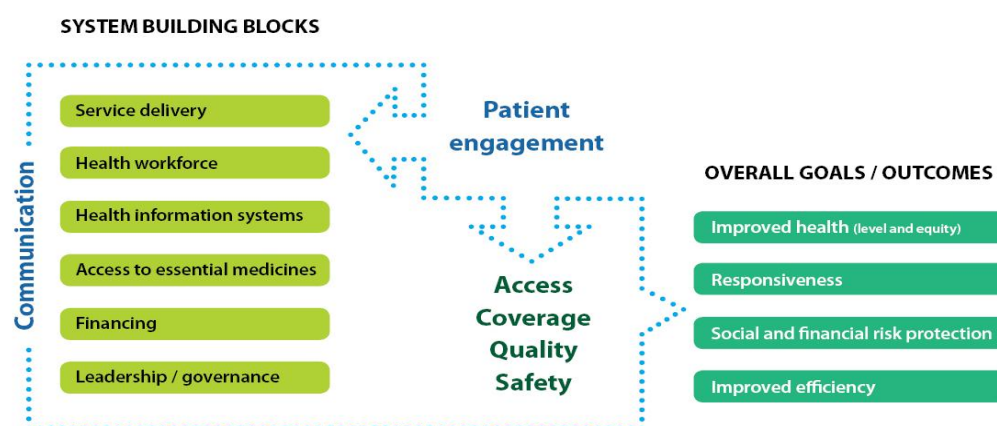 SYSTEM BUILDING BLOCKS
Communication
Service delivery
Health workforce
Health information systems
Access to essential medicines
Financing
Leadership / governance
Patient
engagement
Access
Coverage
Quality
Safety
OVERALL GOALS / OUTCOMES
Improved health (level and equity)
Responsiveness
Social and financial risk protection
Improved efficiency